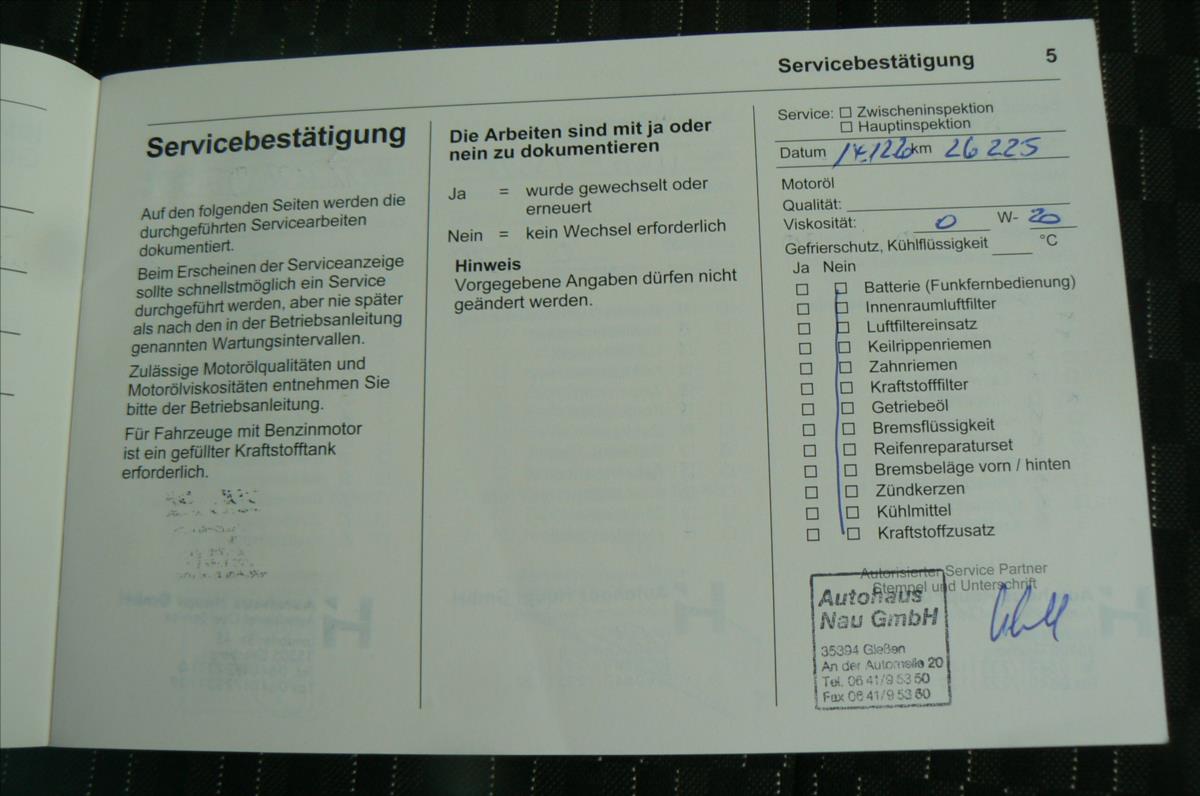 Servicebestätigung 5
Servicebestätigung
Auf den folgenden Seiten werden die
durchgeführten Servicearbeiten
dokumentiert.
Beim Erscheinen der Serviceanzeige
sollte schnellstmöglich ein Service
durchgeführt werden, aber nie später
als nach den in der Betriebsanleitung
genannten Wartungsintervallen.
Zulässige Motorölqualitäten und
Motorölviskositäten entnehmen Sie
bitte der Betriebsanleitung.
Für Fahrzeuge mit Benzinmotor
ist ein gefüllter Kraftstofftank
erforderlich.
Die Arbeiten sind mit ja oder
nein zu dokumentieren
Ja = wurde gewechselt oder
erneuert
Nein = kein Wechsel erforderlich
Hinweis
Vorgegebene Angaben dürfen nicht
geändert werden.
Service: ☐ Zwischeninspektion
☐ Hauptinspektion
Datum km 26 225
Motoröl
Qualität:
Viskosität: 0 W- 20
Gefrierschutz, Kühlflüssigkeit °C
Ja Nein
☐ ☐ Batterie (Funkfernbedienung)
☐ ☐ Innenraumluftfilter
☐ ☐ Luftfiltereinsatz
☐ ☐ Keilrippenriemen
☐ ☐ Zahnriemen
☐ ☐ Kraftstofffilter
☐ ☐ Getriebeöl
☐ ☐ Bremsflüssigkeit
☐ ☐ Reifenreparaturset
☐ ☐ Bremsbeläge vorn / hinten
☐ ☐ Zündkerzen
☐ ☐ Kühlmittel
☐ ☐ Kraftstoffzusatz
Autorisierter Service Partner
Stempel und Unterschrift
Autohaus
Nau GmbH
35394 Gießen
An der Automeile 20
Tel. 06 41/9 53 50
Fax 06 41/9 53 60